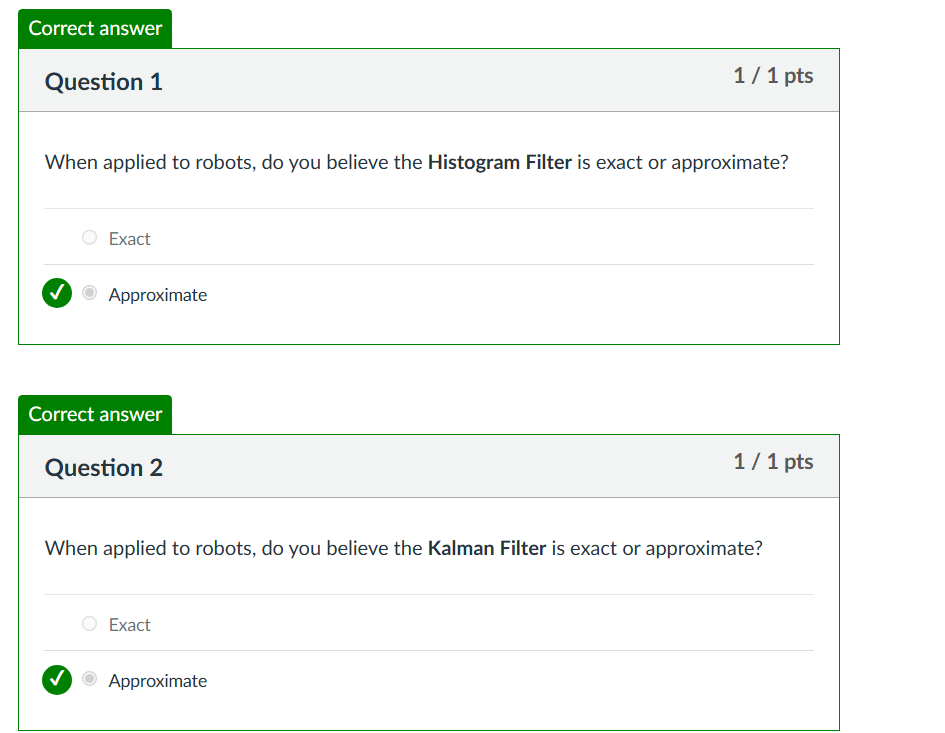 Correct answer
Question 1
1 / 1 pts
When applied to robots, do you believe the Histogram Filter is exact or approximate?
Exact
Approximate
Correct answer
Question 2
1 / 1 pts
When applied to robots, do you believe the Kalman Filter is exact or approximate?
Exact
Approximate